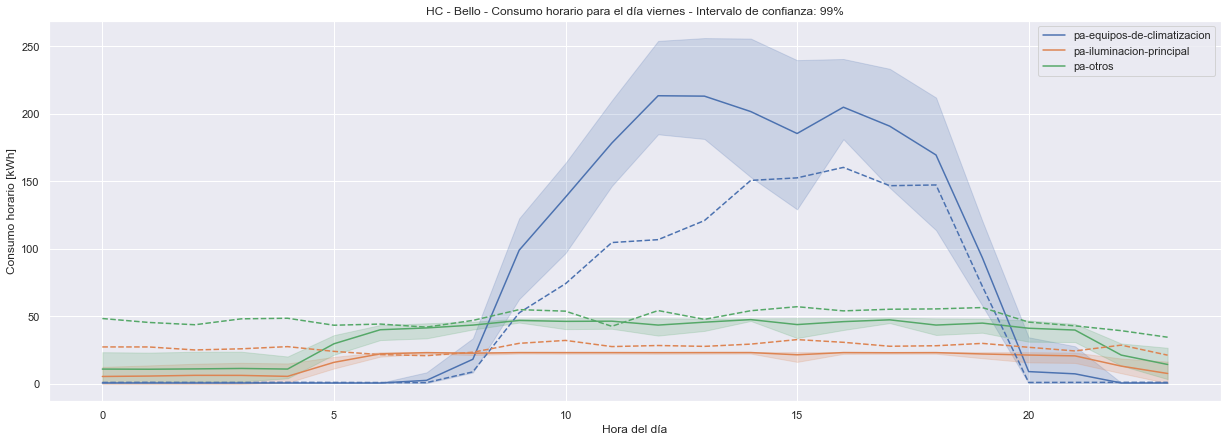 HC - Bello - Consumo horario para el día viernes - Intervalo de confianza: 99%
pa-equipos-de-climatizacion
pa-iluminacion-principal
pa-otros
Consumo horario [kWh]
250
200
150
100
50
0
0 5 10 15 20
Hora del día